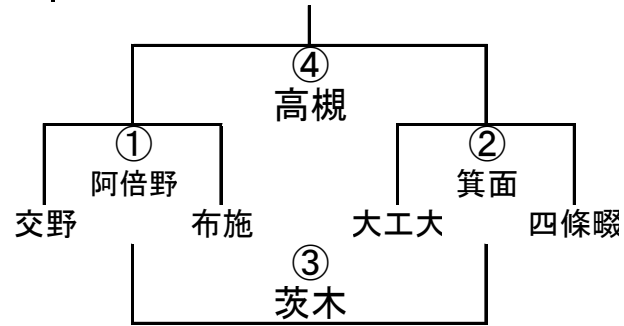 ④
高槻
① ②
阿倍野 箕面
交野 布施 大工大 四條畷
③
茨木